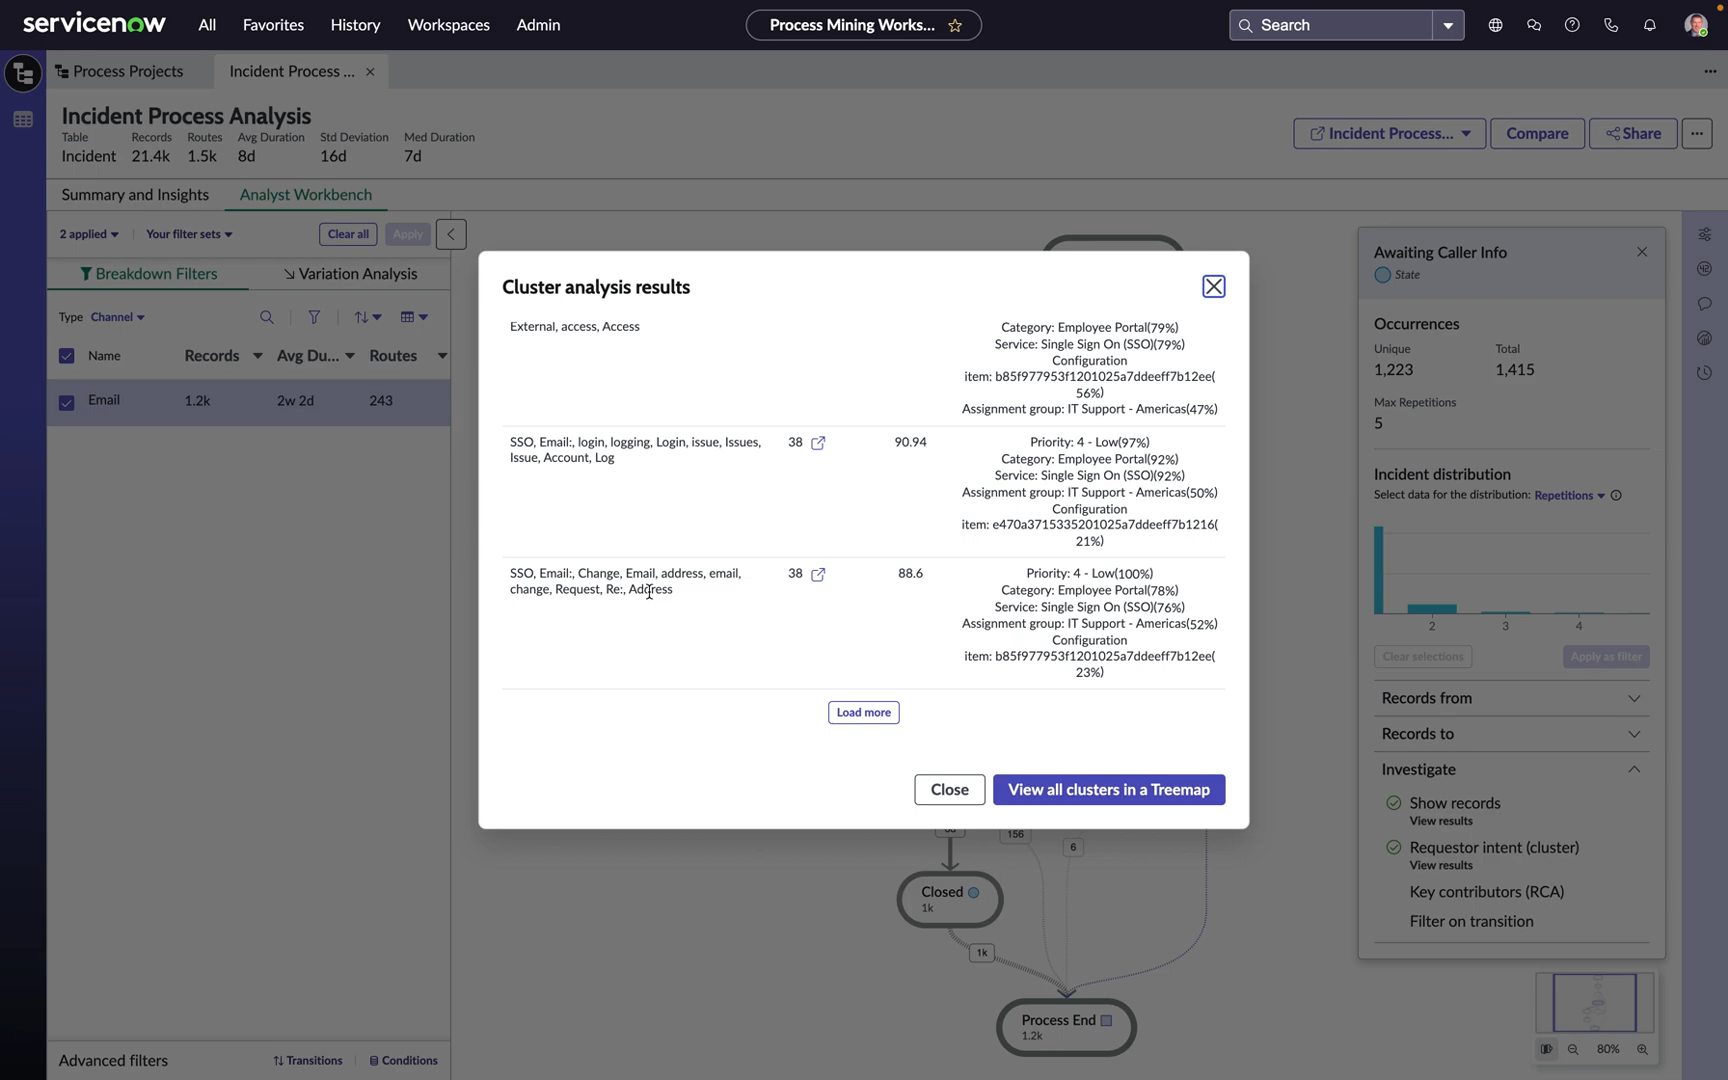 servicenow
All
Favorites
History
Workspaces
Admin
Process Mining Works...
Search
Process Projects
Incident Process ...
Incident Process Analysis
Table Records Routes Avg Duration Std Deviation Med Duration
Incident 21.4k 1.5k 8d 16d 7d
Incident Process...
Compare
Share
Summary and Insights
Analyst Workbench
2 applied
Your filter sets
Clear all
Apply
Breakdown Filters
Variation Analysis
Type Channel
Name Records Avg Du... Routes
Email 1.2k 2w 2d 243
Cluster analysis results
External, access, Access
Category: Employee Portal(79%)
Service: Single Sign On (SSO)(79%)
Configuration
item: b85f977953f1201025a7ddeeff7b12ee(
56%)
Assignment group: IT Support - Americas(47%)
SSO, Email:, login, logging, Login, issue, Issues,
Issue, Account, Log
38
90.94
Priority: 4 - Low(97%)
Category: Employee Portal(92%)
Service: Single Sign On (SSO)(92%)
Assignment group: IT Support - Americas(50%)
Configuration
item: e470a3715335201025a7ddeeff7b1216(
21%)
SSO, Email:, Change, Email, address, email,
change, Request, Re:, Address
38
88.6
Priority: 4 - Low(100%)
Category: Employee Portal(78%)
Service: Single Sign On (SSO)(76%)
Assignment group: IT Support - Americas(52%)
Configuration
item: b85f977953f1201025a7ddeeff7b12ee(
23%)
Load more
Close
View all clusters in a Treemap
156
6
Closed
1k
1k
Process End
1.2k
Awaiting Caller Info
State
Occurrences
Unique Total
1,223 1,415
Max Repetitions
5
Incident distribution
Select data for the distribution: Repetitions
2 3 4
Clear selections
Apply as filter
Records from
Records to
Investigate
Show records
View results
Requestor intent (cluster)
View results
Key contributors (RCA)
Filter on transition
80%
Advanced filters
Transitions
Conditions